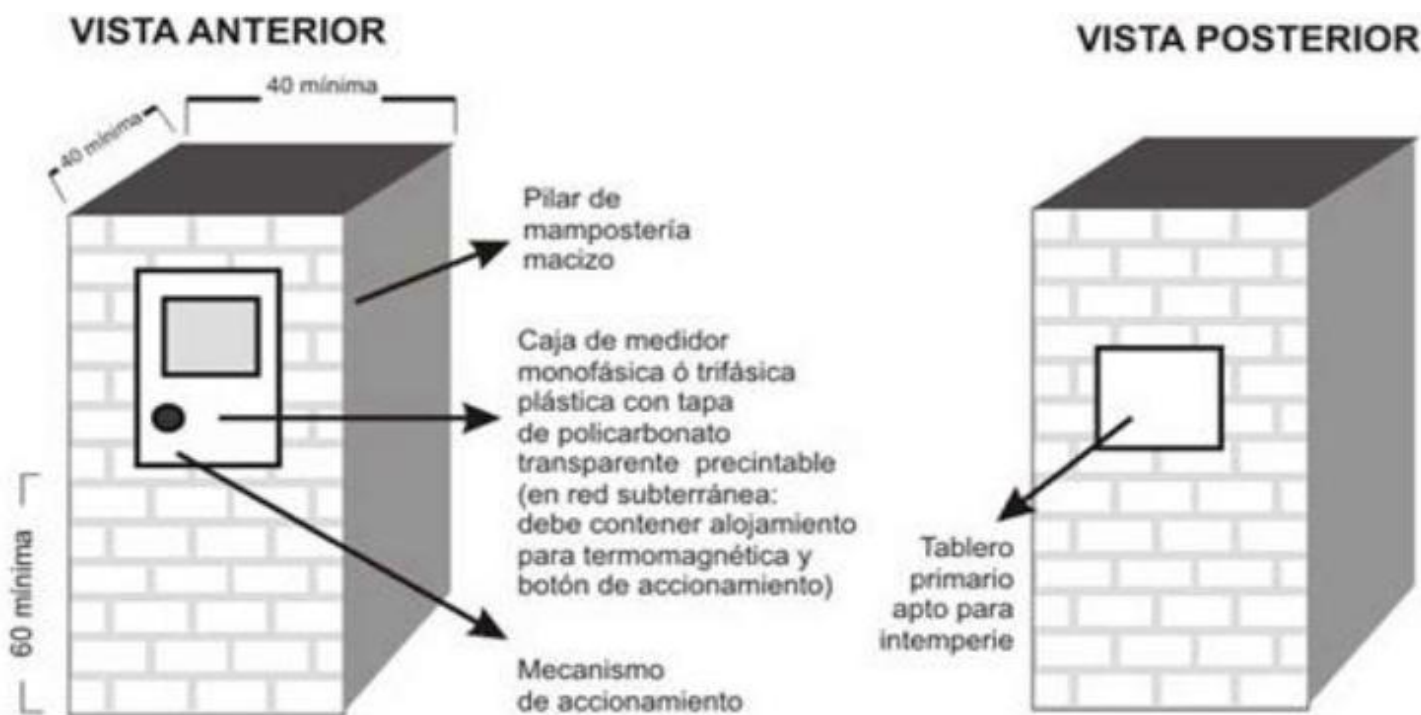 VISTA ANTERIOR
40 mínima
40 mínima
Pilar de
mampostería
macizo
Caja de medidor
monofásica ó trifásica
plástica con tapa
de policarbonato
transparente precintable
(en red subterránea:
debe contener alojamiento
para termomagnética y
botón de accionamiento)
60 mínima
Mecanismo
de accionamiento
VISTA POSTERIOR
Tablero
primario
apto para
intemperie